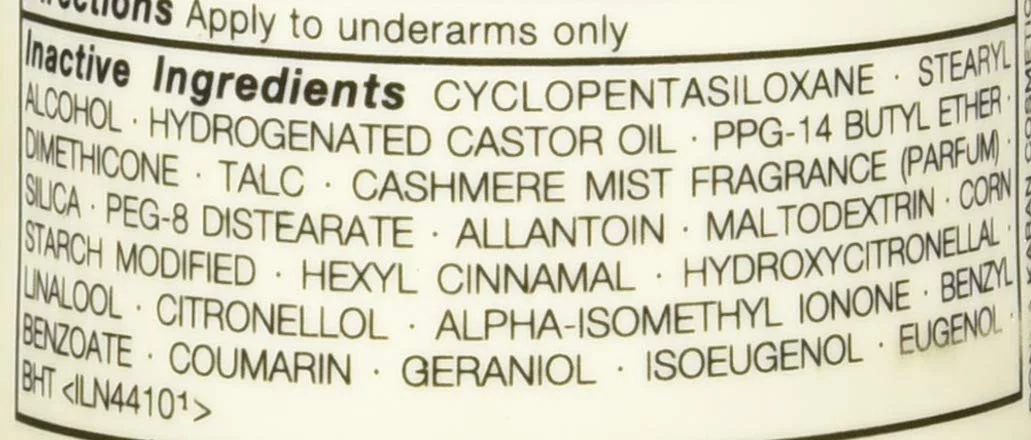 Directions Apply to underarms only
Inactive Ingredients CYCLOPENTASILOXANE · STEARYL
ALCOHOL · HYDROGENATED CASTOR OIL · PPG-14 BUTYL ETHER ·
DIMETHICONE · TALC · CASHMERE MIST FRAGRANCE (PARFUM) ·
SILICA · PEG-8 DISTEARATE · ALLANTOIN · MALTODEXTRIN · CORN
STARCH MODIFIED · HEXYL CINNAMAL · HYDROXYCITRONELLAL ·
LINALOOL · CITRONELLOL · ALPHA-ISOMETHYL IONONE · BENZYL
BENZOATE · COUMARIN · GERANIOL · ISOEUGENOL · EUGENOL ·
BHT <ILN44101¹>